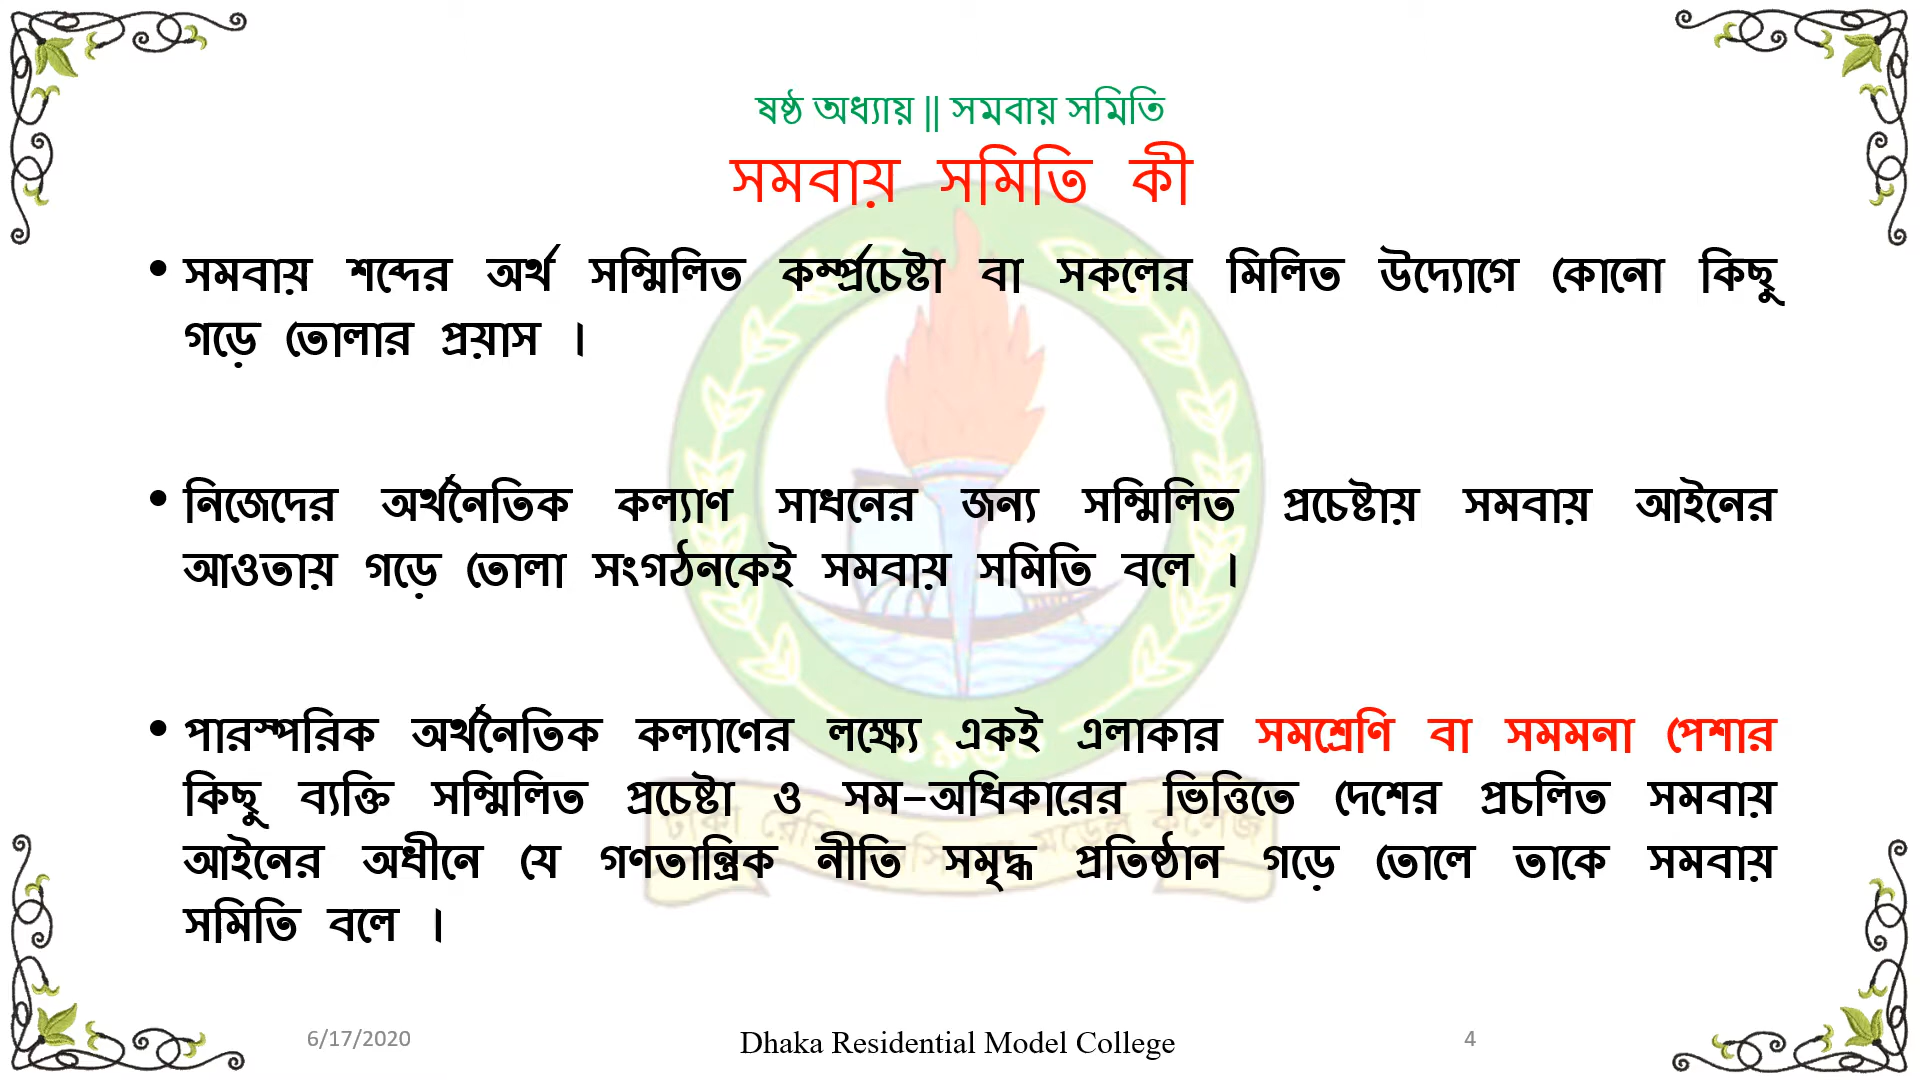 ষষ্ঠ অধ্যায় || সমবায় সমিতি
সমবায় সমিতি কী
• সমবায় শব্দের অর্থ সম্মিলিত কর্মপ্রচেষ্টা বা সকলের মিলিত উদ্যোগে কোনো কিছু
গড়ে তোলার প্রয়াস ।
• নিজেদের অর্থনৈতিক কল্যাণ সাধনের জন্য সম্মিলিত প্রচেষ্টায় সমবায় আইনের
আওতায় গড়ে তোলা সংগঠনকেই সমবায় সমিতি বলে ।
• পারস্পরিক অর্থনৈতিক কল্যাণের লক্ষ্যে একই এলাকার সমশ্রেণি বা সমমনা পেশার
কিছু ব্যক্তি সম্মিলিত প্রচেষ্টা ও সম-অধিকারের ভিত্তিতে দেশের প্রচলিত সমবায়
আইনের অধীনে যে গণতান্ত্রিক নীতি সমৃদ্ধ প্রতিষ্ঠান গড়ে তোলে তাকে সমবায়
সমিতি বলে ।
6/17/2020
Dhaka Residential Model College
4